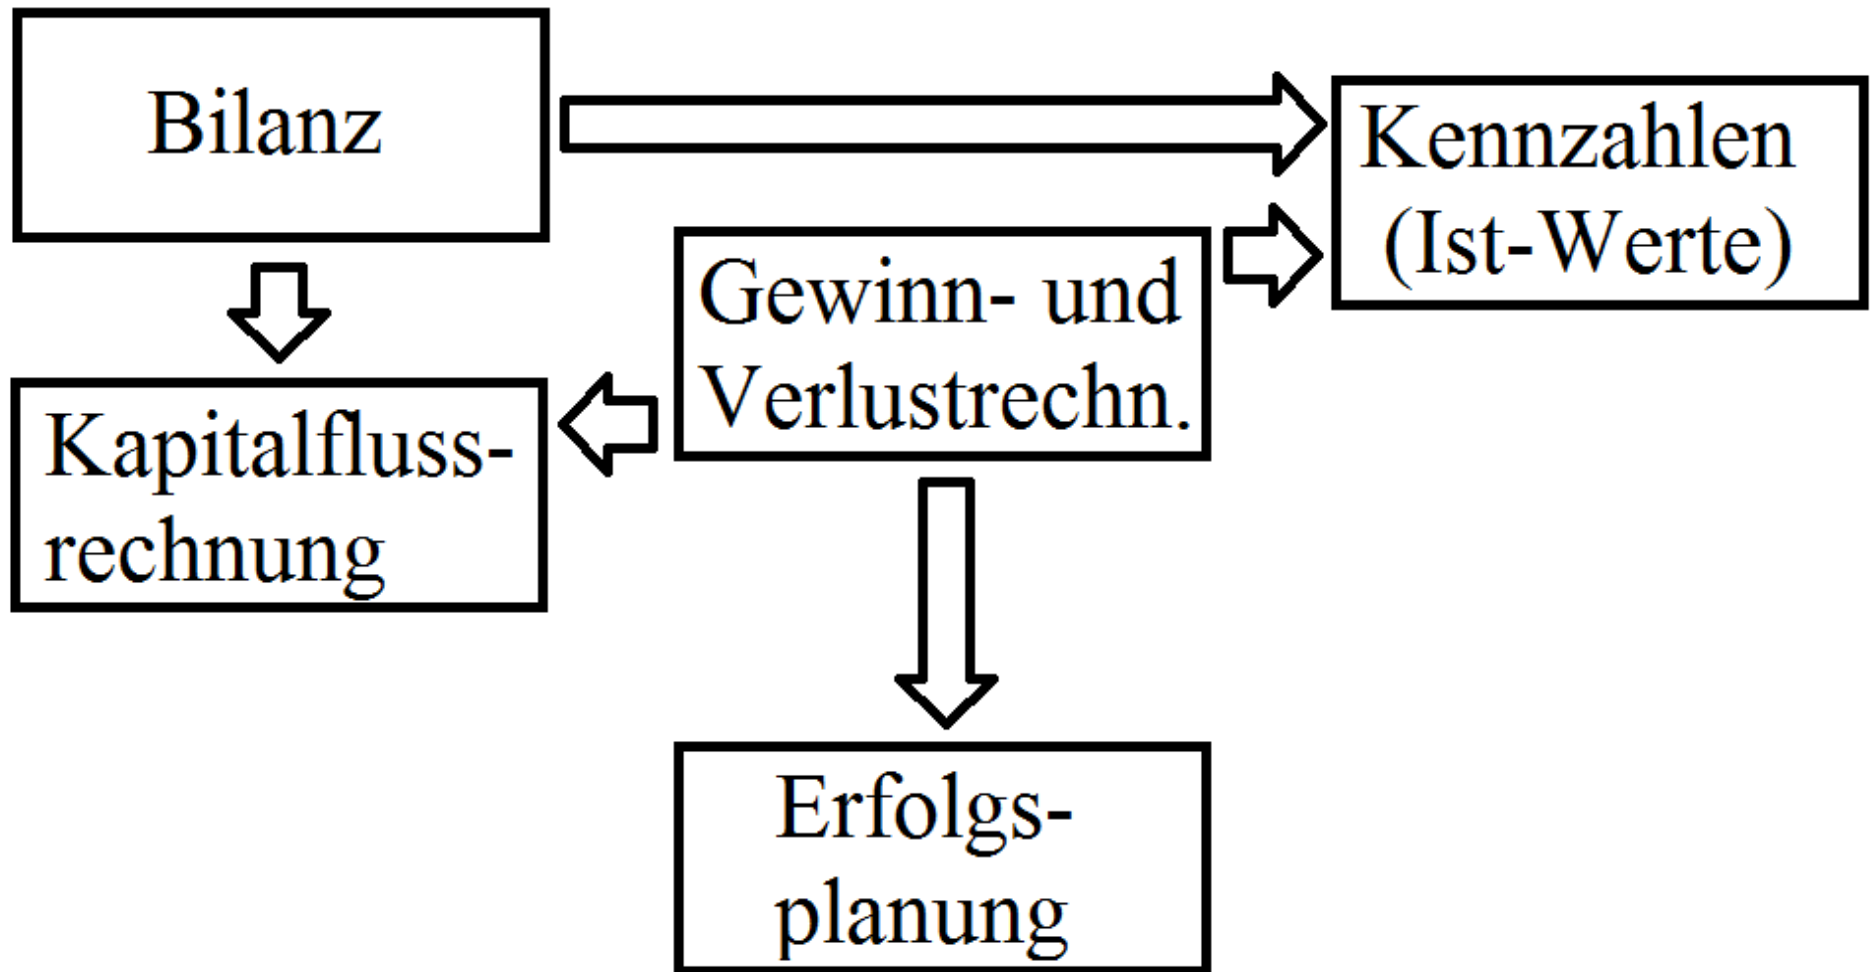 Bilanz
Kennzahlen
(Ist-Werte)
Gewinn- und
Verlustrechn.
Kapitalfluss-
rechnung
Erfolgs-
planung